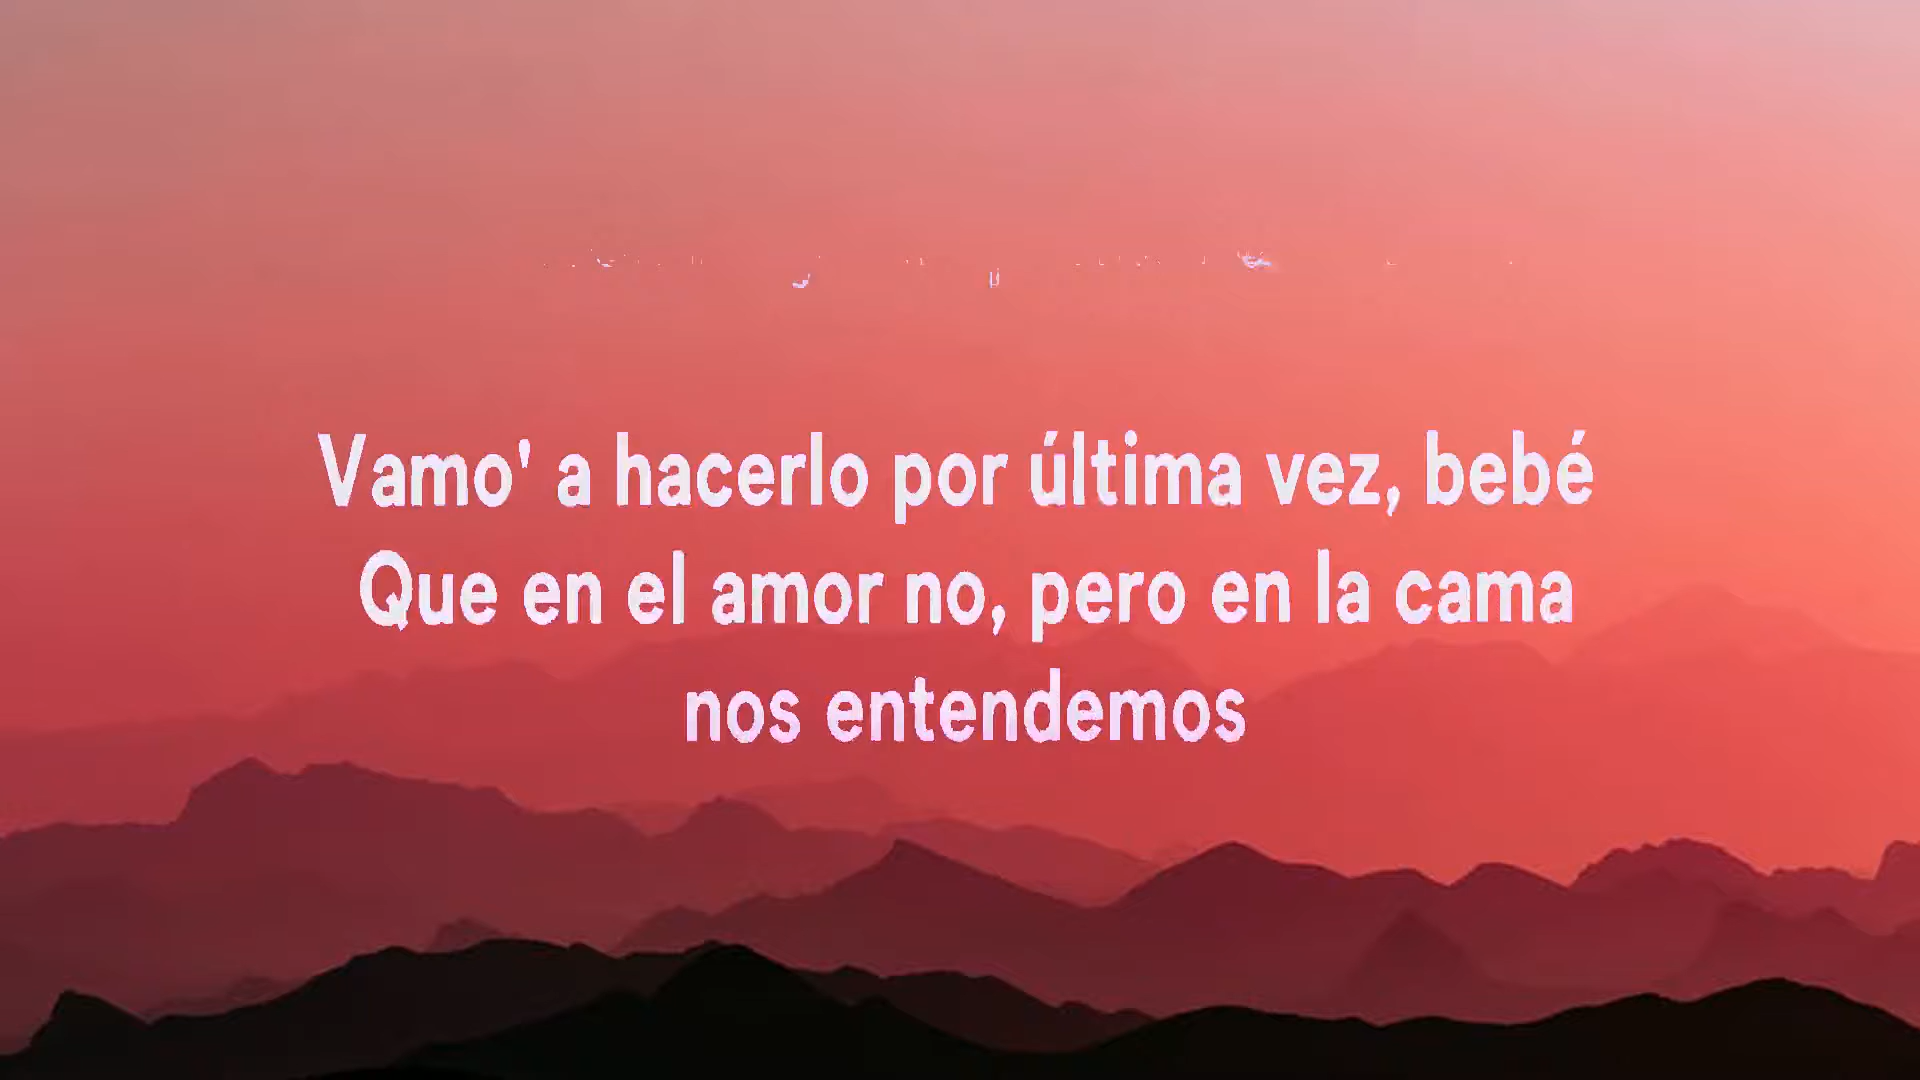 Vamo' a hacerlo por última vez, bebé
Que en el amor no, pero en la cama
nos entendemos